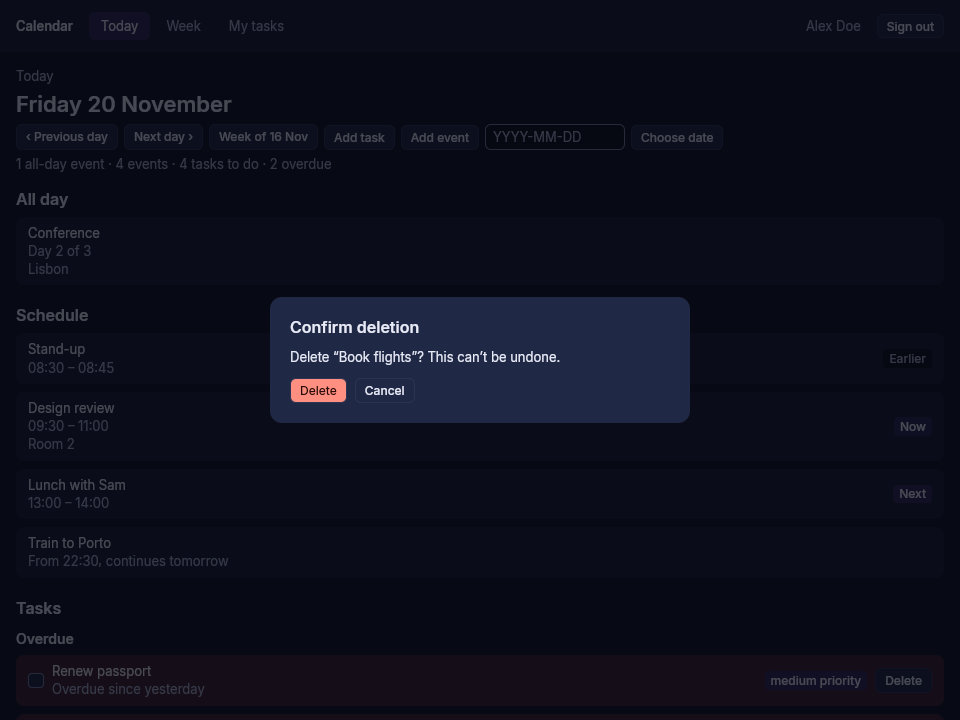 Calendar Today Week My tasks Alex Doe Sign out
Today
Friday 20 November
‹ Previous day Next day › Week of 16 Nov Add task Add event YYYY-MM-DD Choose date
1 all-day event · 4 events · 4 tasks to do · 2 overdue
All day
Conference
Day 2 of 3
Lisbon
Schedule
Stand-up
08:30 – 08:45
Earlier
Design review
09:30 – 11:00
Room 2
Now
Lunch with Sam
13:00 – 14:00
Next
Train to Porto
From 22:30, continues tomorrow
Confirm deletion
Delete “Book flights”? This can’t be undone.
Delete Cancel
Tasks
Overdue
Renew passport
Overdue since yesterday
medium priority Delete